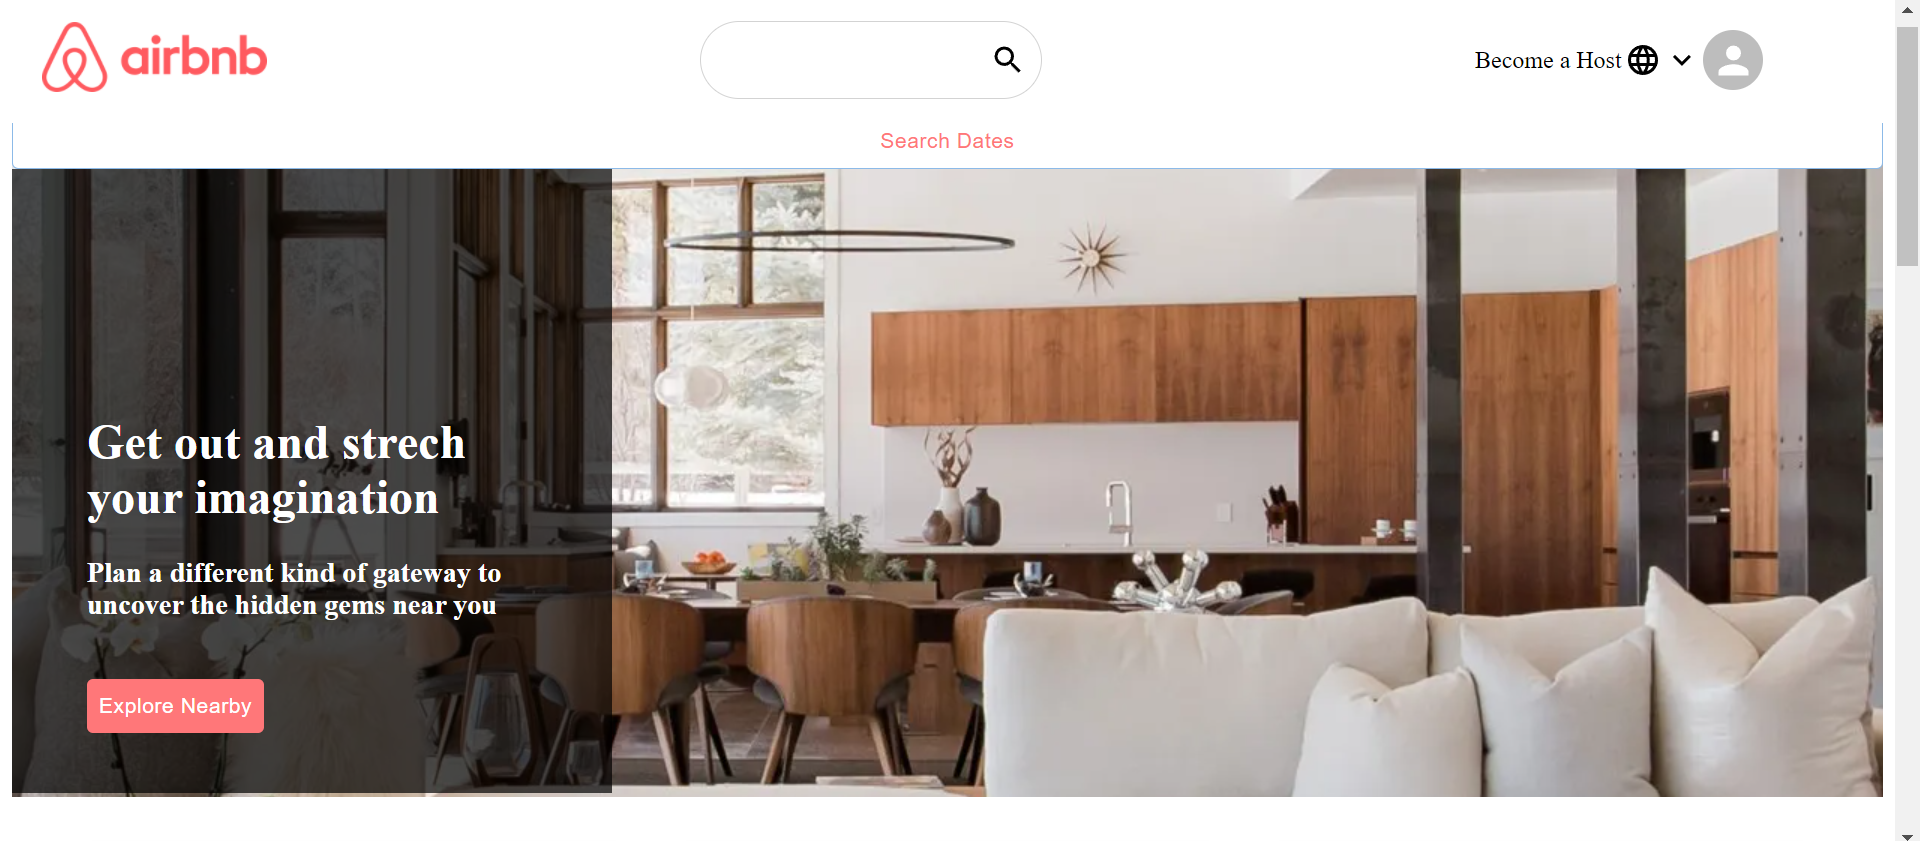 airbnb
Become a Host
Search Dates
Get out and strech
your imagination
Plan a different kind of gateway to
uncover the hidden gems near you
Explore Nearby